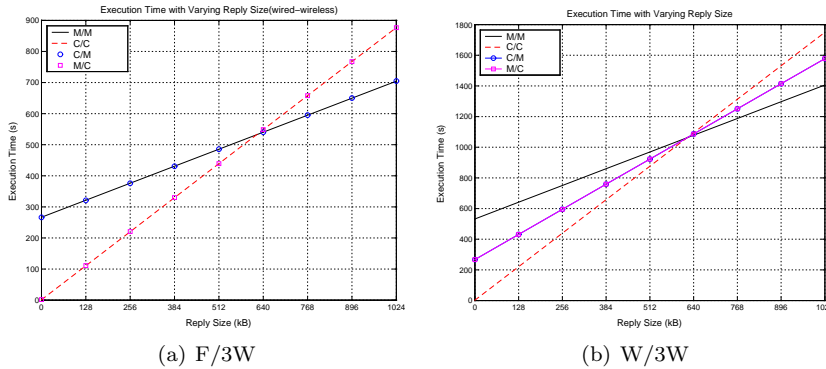 Execution Time with Varying Reply Size(wired−wireless)
900
800
700
600
500
400
300
200
100
0
Execution Time (s)
M/M
C/C
C/M
M/C
0 128 256 384 512 640 768 896 1024
Reply Size (kB)
(a) F/3W
Execution Time with Varying Reply Size
1800
1600
1400
1200
1000
800
600
400
200
0
Execution Time (s)
M/M
C/C
C/M
M/C
0 128 256 384 512 640 768 896 102
Reply Size (kB)
(b) W/3W